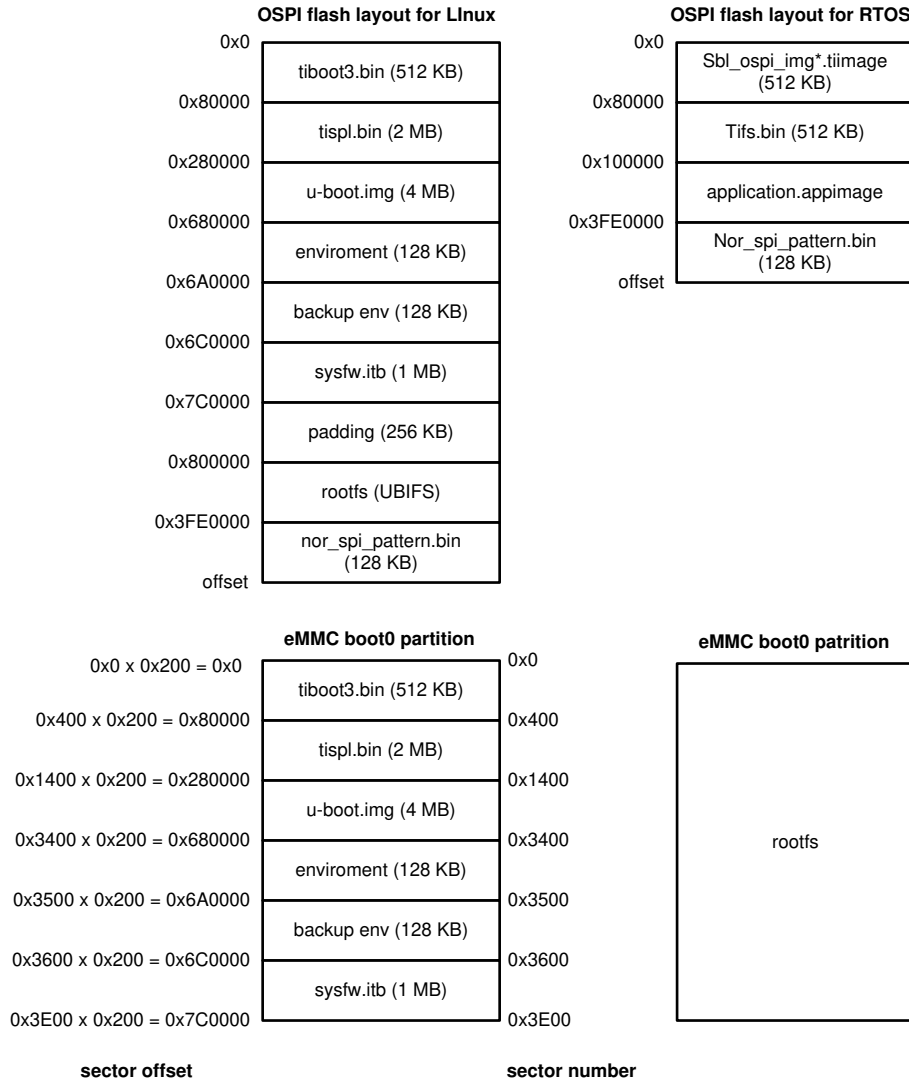 OSPI flash layout for LInux
0x0
tiboot3.bin (512 KB)
0x80000
tispl.bin (2 MB)
0x280000
u-boot.img (4 MB)
0x680000
enviroment (128 KB)
0x6A0000
backup env (128 KB)
0x6C0000
sysfw.itb (1 MB)
0x7C0000
padding (256 KB)
0x800000
rootfs (UBIFS)
0x3FE0000
nor_spi_pattern.bin
(128 KB)
offset
OSPI flash layout for RTOS
0x0
Sbl_ospi_img*.tiimage
(512 KB)
0x80000
Tifs.bin (512 KB)
0x100000
application.appimage
0x3FE0000
Nor_spi_pattern.bin
(128 KB)
offset
eMMC boot0 partition
0x0 x 0x200 = 0x0
0x0
tiboot3.bin (512 KB)
0x400 x 0x200 = 0x80000
0x400
tispl.bin (2 MB)
0x1400 x 0x200 = 0x280000
0x1400
u-boot.img (4 MB)
0x3400 x 0x200 = 0x680000
0x3400
enviroment (128 KB)
0x3500 x 0x200 = 0x6A0000
0x3500
backup env (128 KB)
0x3600 x 0x200 = 0x6C0000
0x3600
sysfw.itb (1 MB)
0x3E00 x 0x200 = 0x7C0000
0x3E00
sector offset
sector number
eMMC boot0 patrition
rootfs